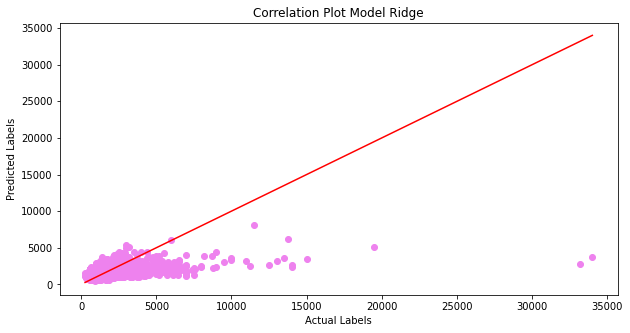 Correlation Plot Model Ridge
35000
30000
25000
20000
15000
10000
5000
0
Predicted Labels
0 5000 10000 15000 20000 25000 30000 35000
Actual Labels